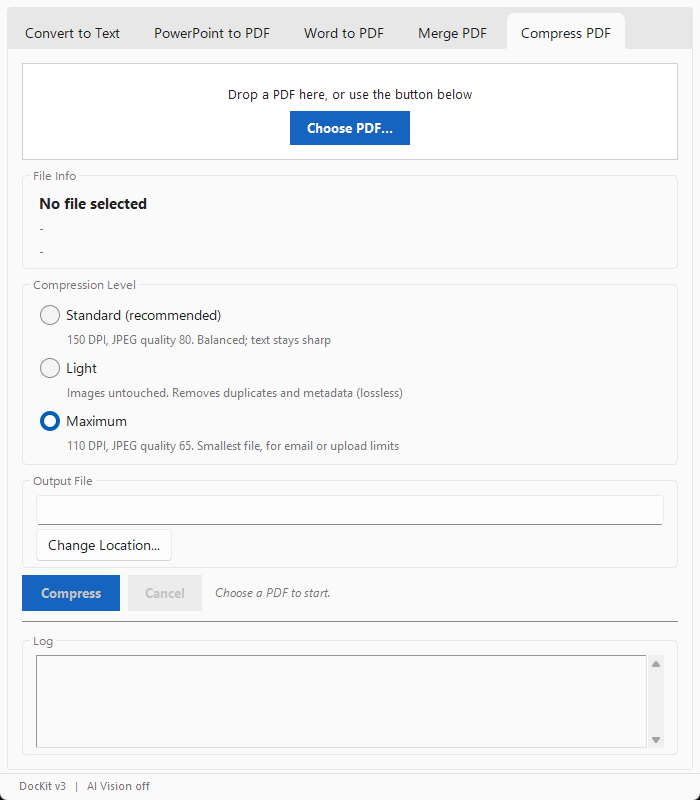 Convert to Text   PowerPoint to PDF   Word to PDF   Merge PDF   Compress PDF
Drop a PDF here, or use the button below
Choose PDF...
File Info
No file selected
-
-
Compression Level
Standard (recommended)
150 DPI, JPEG quality 80. Balanced; text stays sharp
Light
Images untouched. Removes duplicates and metadata (lossless)
Maximum
110 DPI, JPEG quality 65. Smallest file, for email or upload limits
Output File
Change Location...
Compress   Cancel   Choose a PDF to start.
Log
DocKit v3   |   AI Vision off